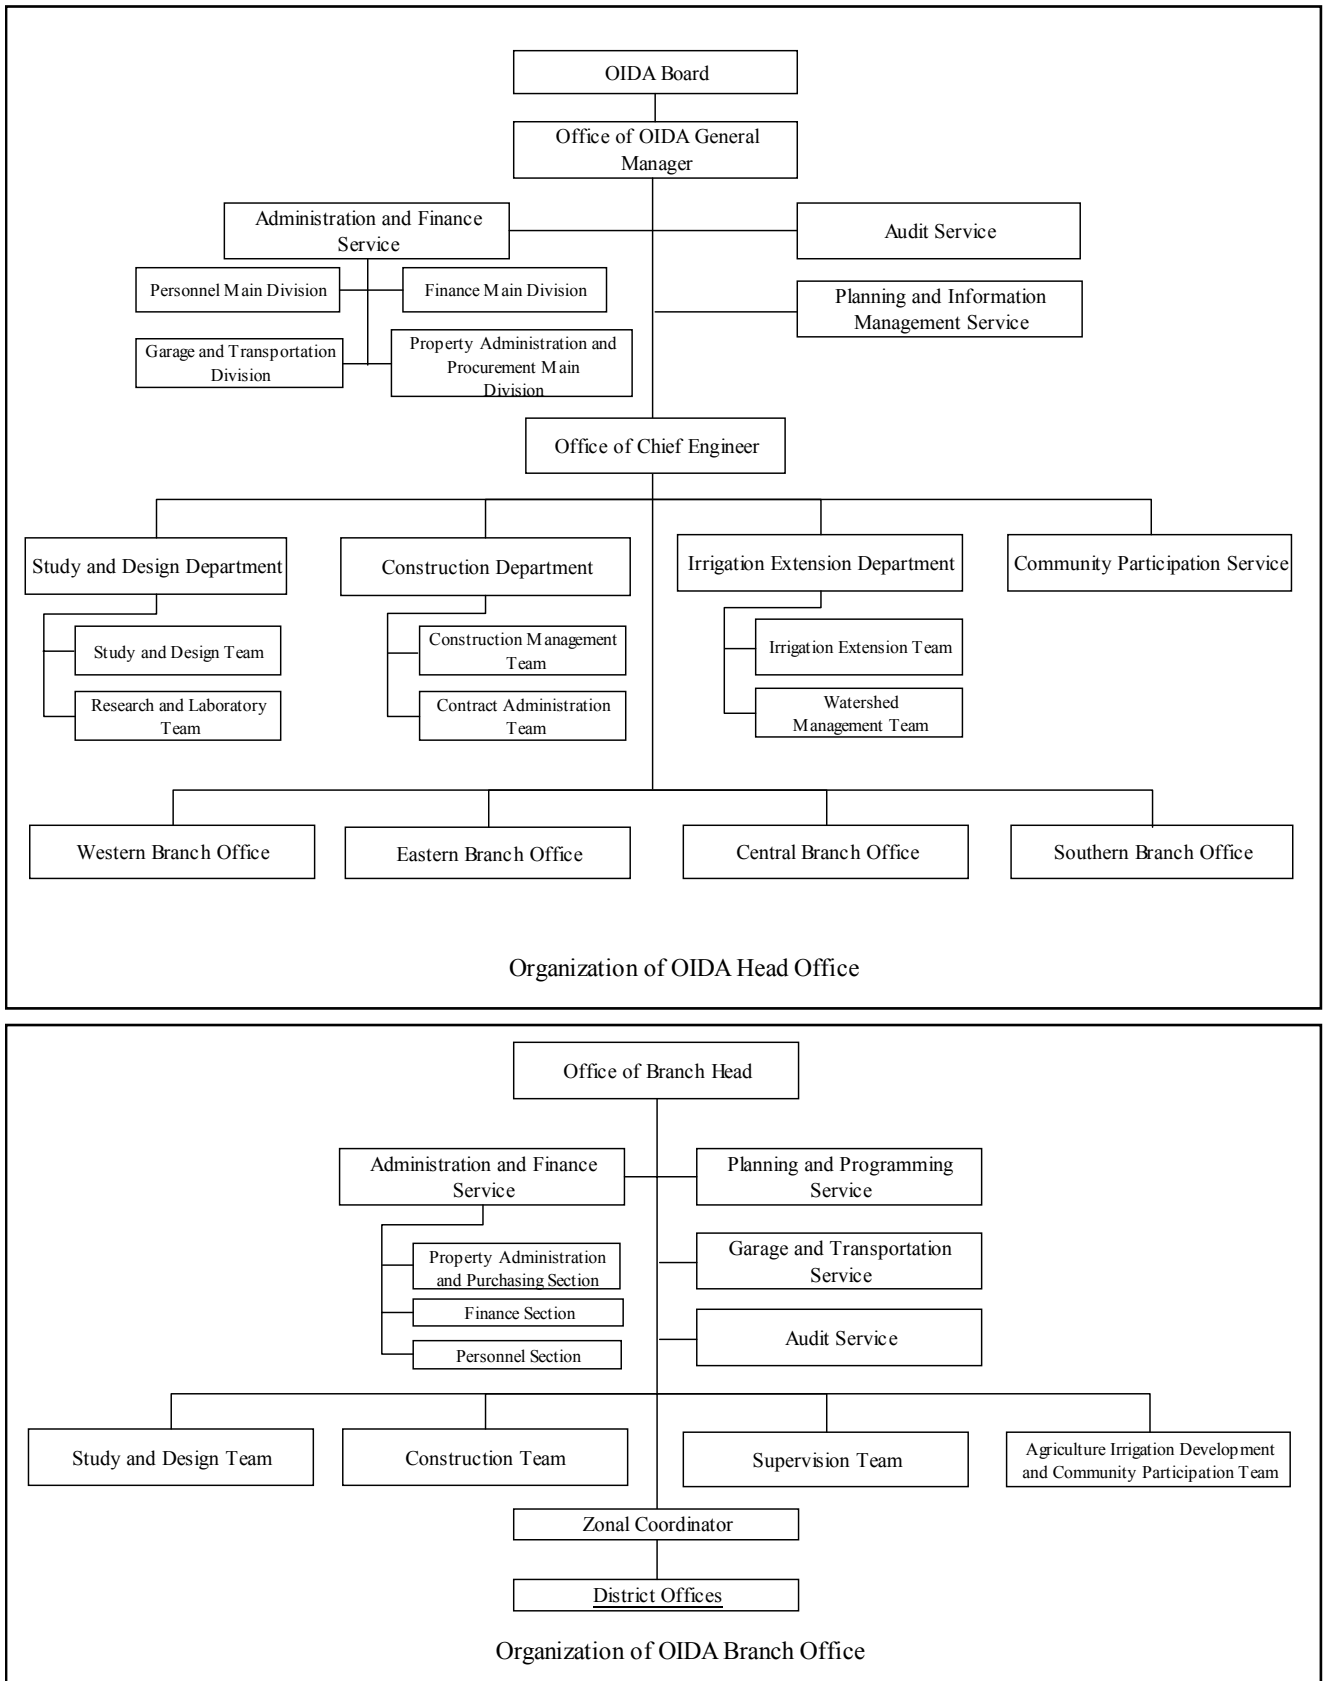 OIDA Board
Office of OIDA General
Manager
Administration and Finance
Service
Audit Service
Personnel Main Division
Finance Main Division
Planning and Information
Management Service
Garage and Transportation
Division
Property Administration and
Procurement Main
Division
Office of Chief Engineer
Study and Design Department
Construction Department
Irrigation Extension Department
Community Participation Service
Study and Design Team
Construction Management
Team
Irrigation Extension Team
Research and Laboratory
Team
Contract Administration
Team
Watershed
Management Team
Western Branch Office
Eastern Branch Office
Central Branch Office
Southern Branch Office
Organization of OIDA Head Office
Office of Branch Head
Administration and Finance
Service
Planning and Programming
Service
Property Administration
and Purchasing Section
Garage and Transportation
Service
Finance Section
Personnel Section
Audit Service
Study and Design Team
Construction Team
Supervision Team
Agriculture Irrigation Development
and Community Participation Team
Zonal Coordinator
District Offices
Organization of OIDA Branch Office